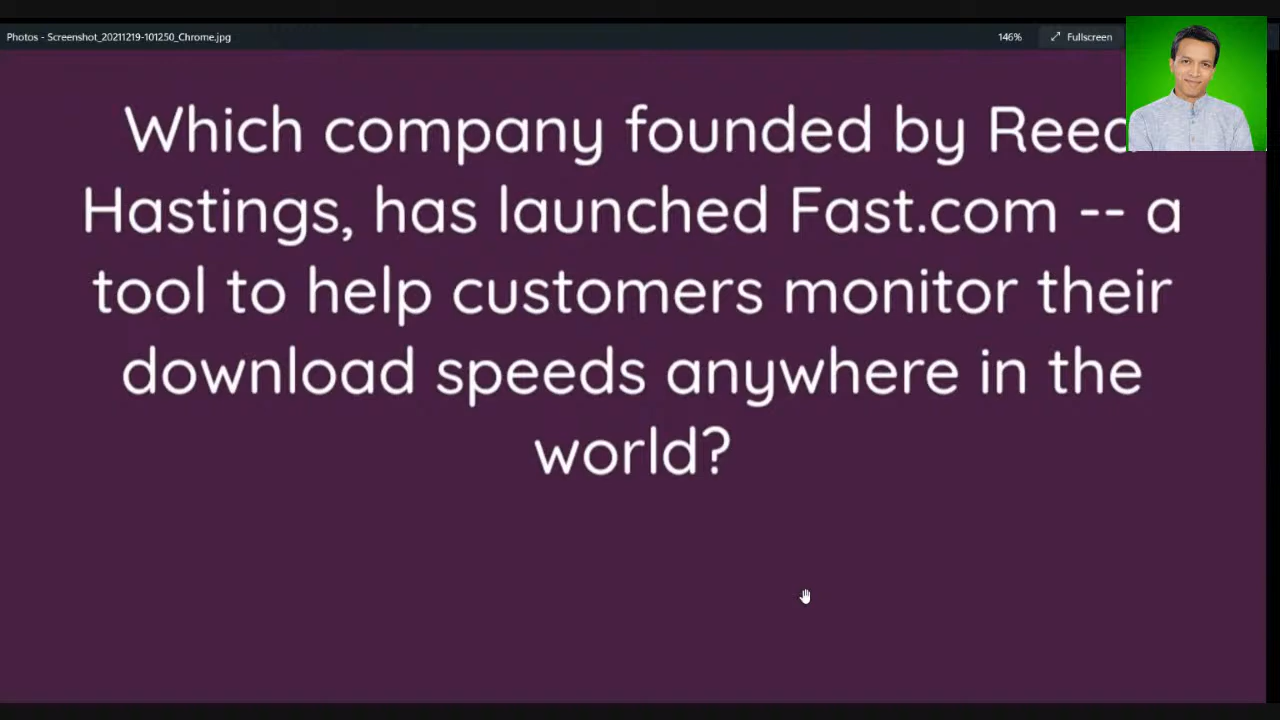 Photos - Screenshot_20211219-101250_Chrome.jpg
146%
Fullscreen
Which company founded by Reed
Hastings, has launched Fast.com -- a
tool to help customers monitor their
download speeds anywhere in the
world?